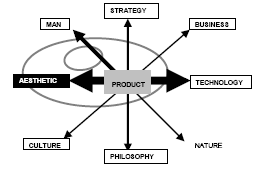 STRATEGY
MAN
BUSINESS
AESTHETIC
PRODUCT
TECHNOLOGY
CULTURE
NATURE
PHILOSOPHY